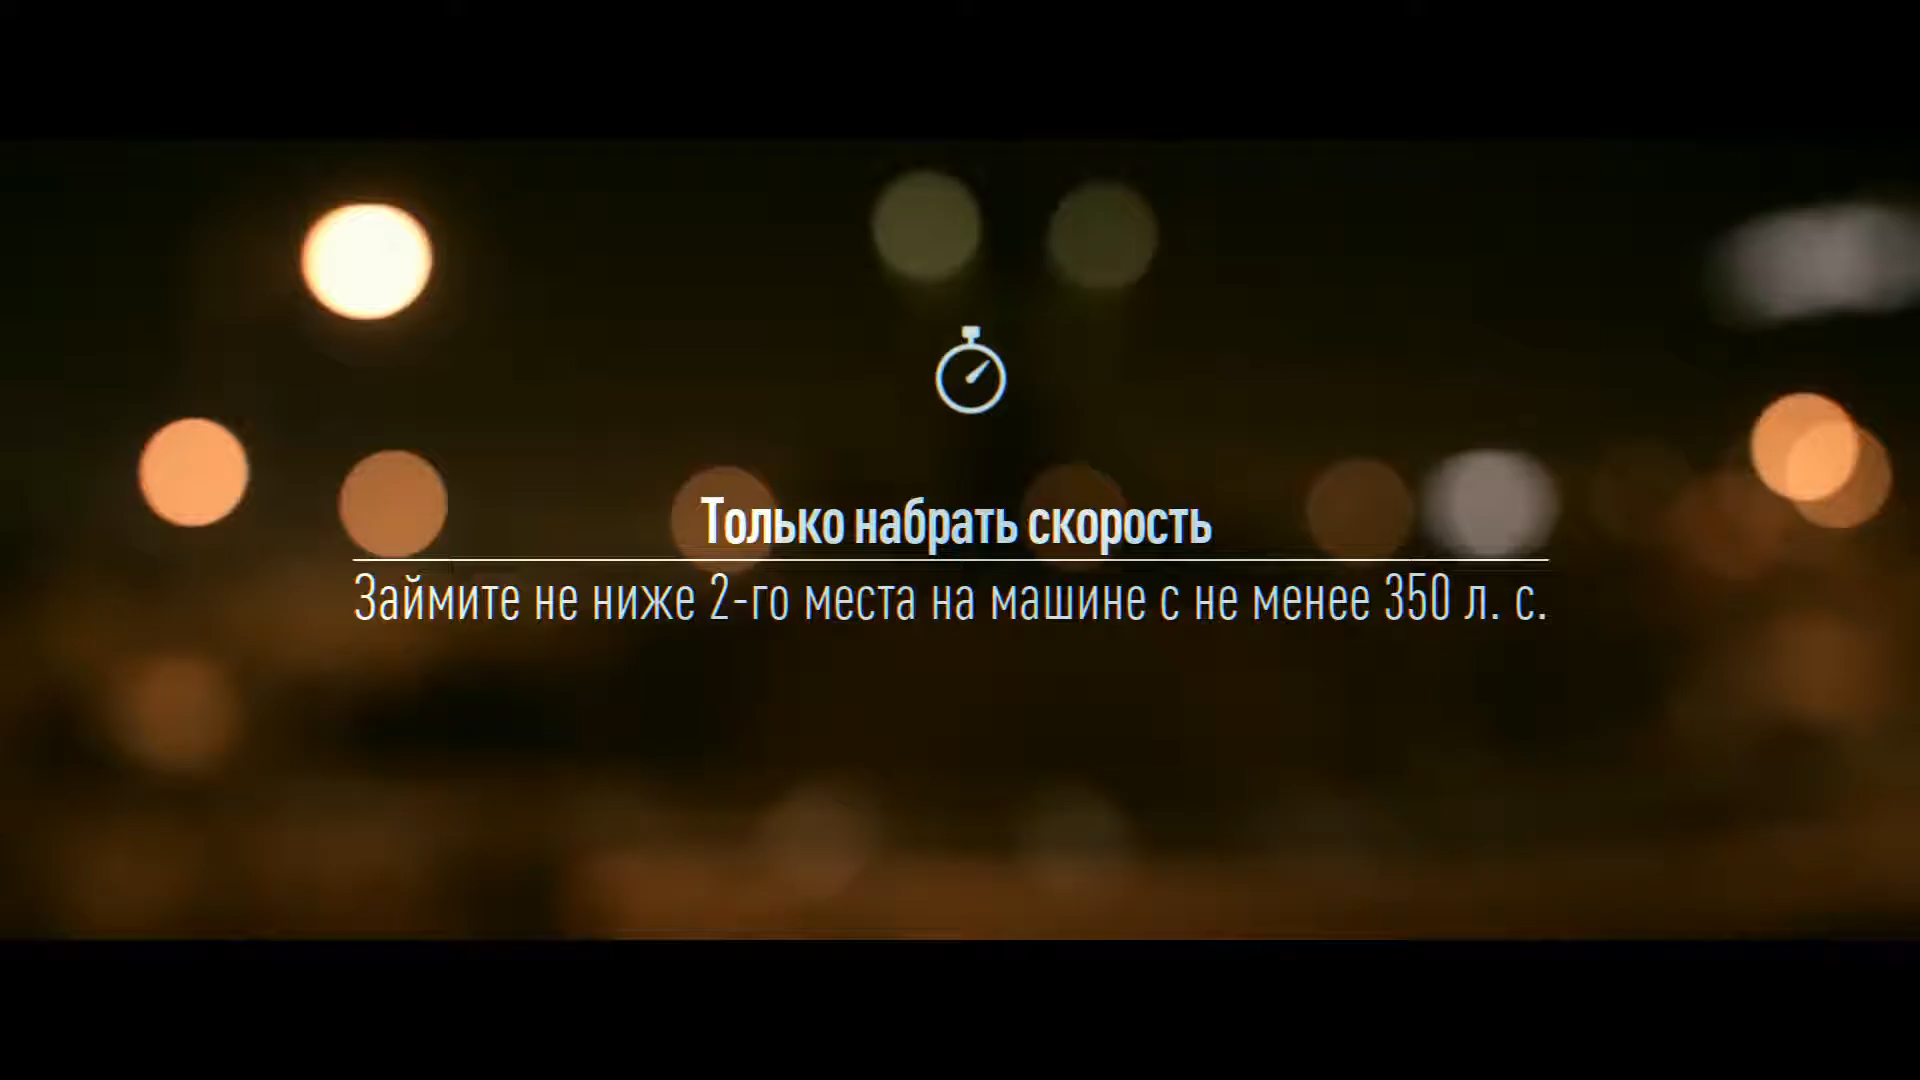 Только набрать скорость
Займите не ниже 2-го места на машине с не менее 350 л. с.